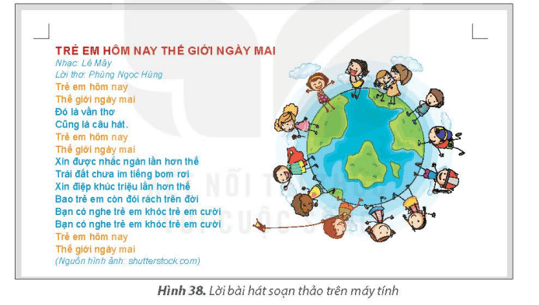 TRẺ EM HÔM NAY THẾ GIỚI NGÀY MAI
Nhạc: Lê Mây
Lời thơ: Phùng Ngọc Hùng
Trẻ em hôm nay
Thế giới ngày mai
Đó là vần thơ
Cũng là câu hát.
Trẻ em hôm nay
Thế giới ngày mai
Xin được nhắc ngàn lần hơn thế
Trái đất chưa im tiếng bom rơi
Xin điệp khúc triệu lần hơn thế
Bao trẻ em còn đói rách trên đời
Bạn có nghe trẻ em khóc trẻ em cười
Bạn có nghe trẻ em khóc trẻ em cười
Trẻ em hôm nay
Thế giới ngày mai
(Nguồn hình ảnh: shutterstock.com)
Hình 38. Lời bài hát soạn thảo trên máy tính